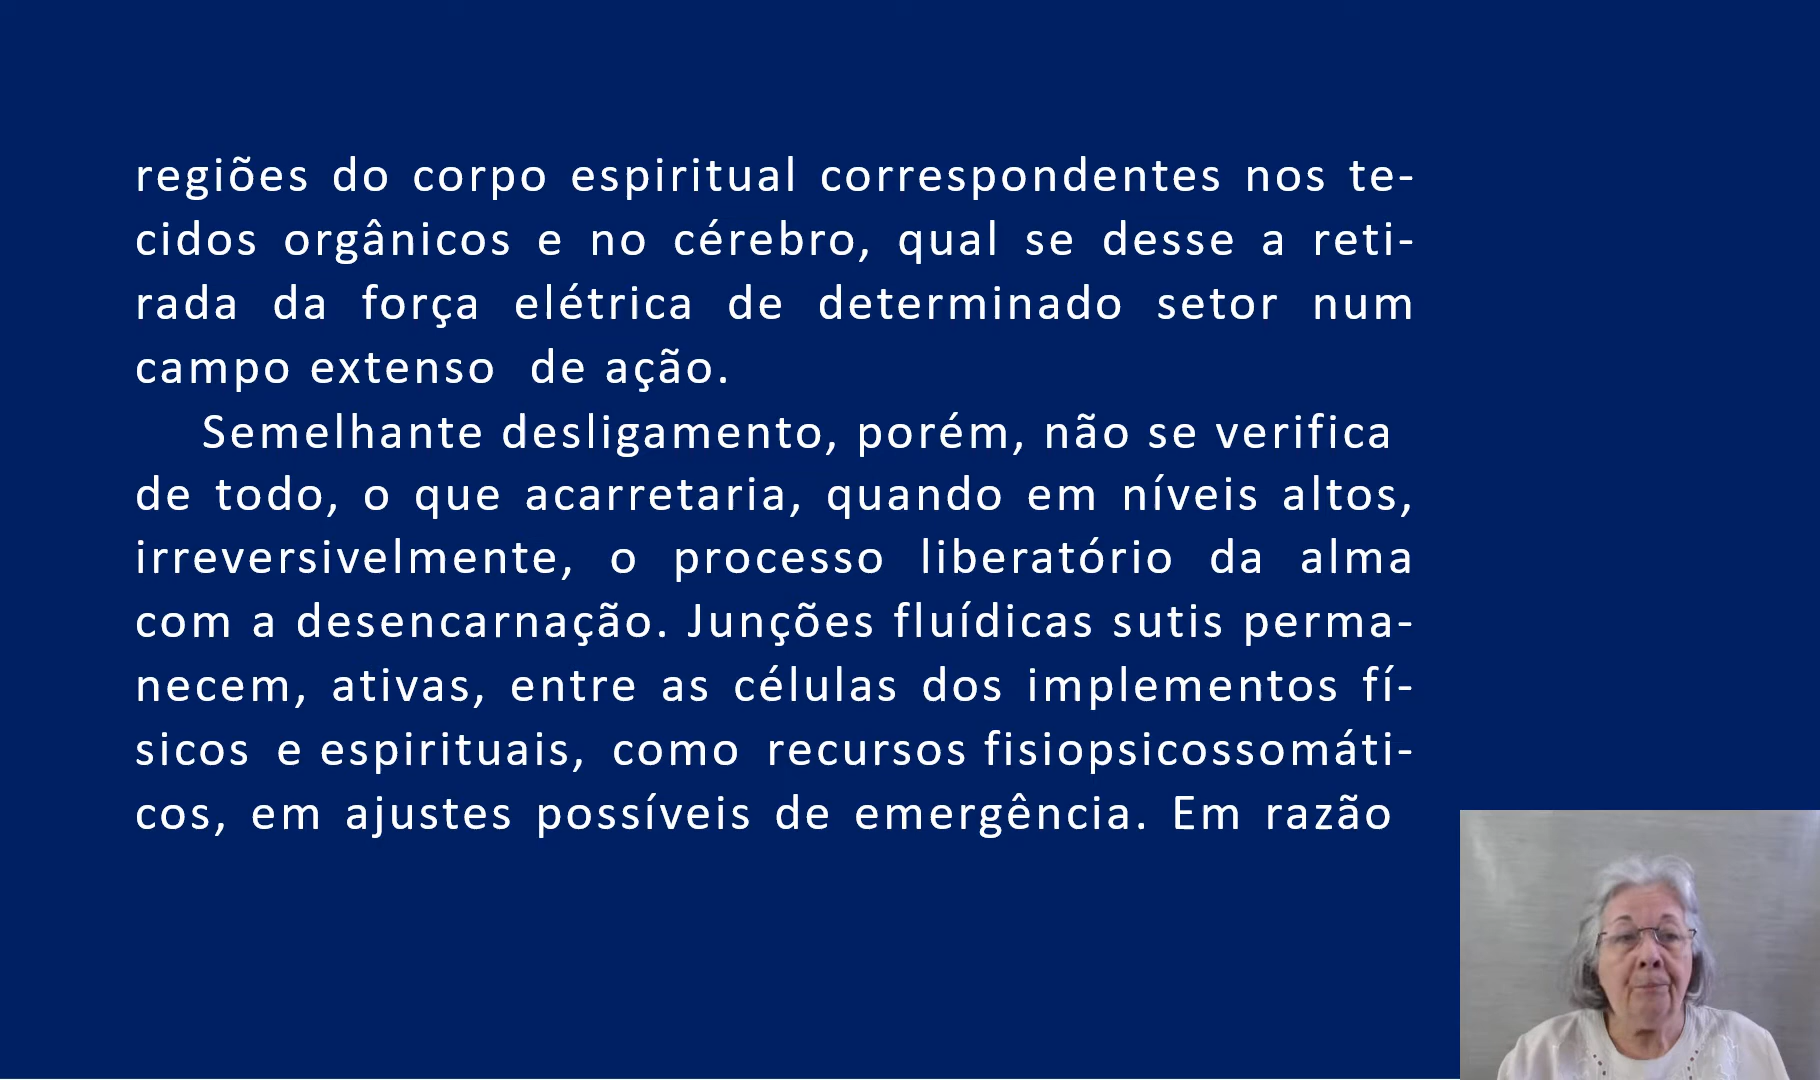 regiões do corpo espiritual correspondentes nos te-
cidos orgânicos e no cérebro, qual se desse a reti-
rada da força elétrica de determinado setor num
campo extenso de ação.
Semelhante desligamento, porém, não se verifica
de todo, o que acarretaria, quando em níveis altos,
irreversivelmente, o processo liberatório da alma
com a desencarnação. Junções fluídicas sutis perma-
necem, ativas, entre as células dos implementos fí-
sicos e espirituais, como recursos fisiopsicossomáti-
cos, em ajustes possíveis de emergência. Em razão